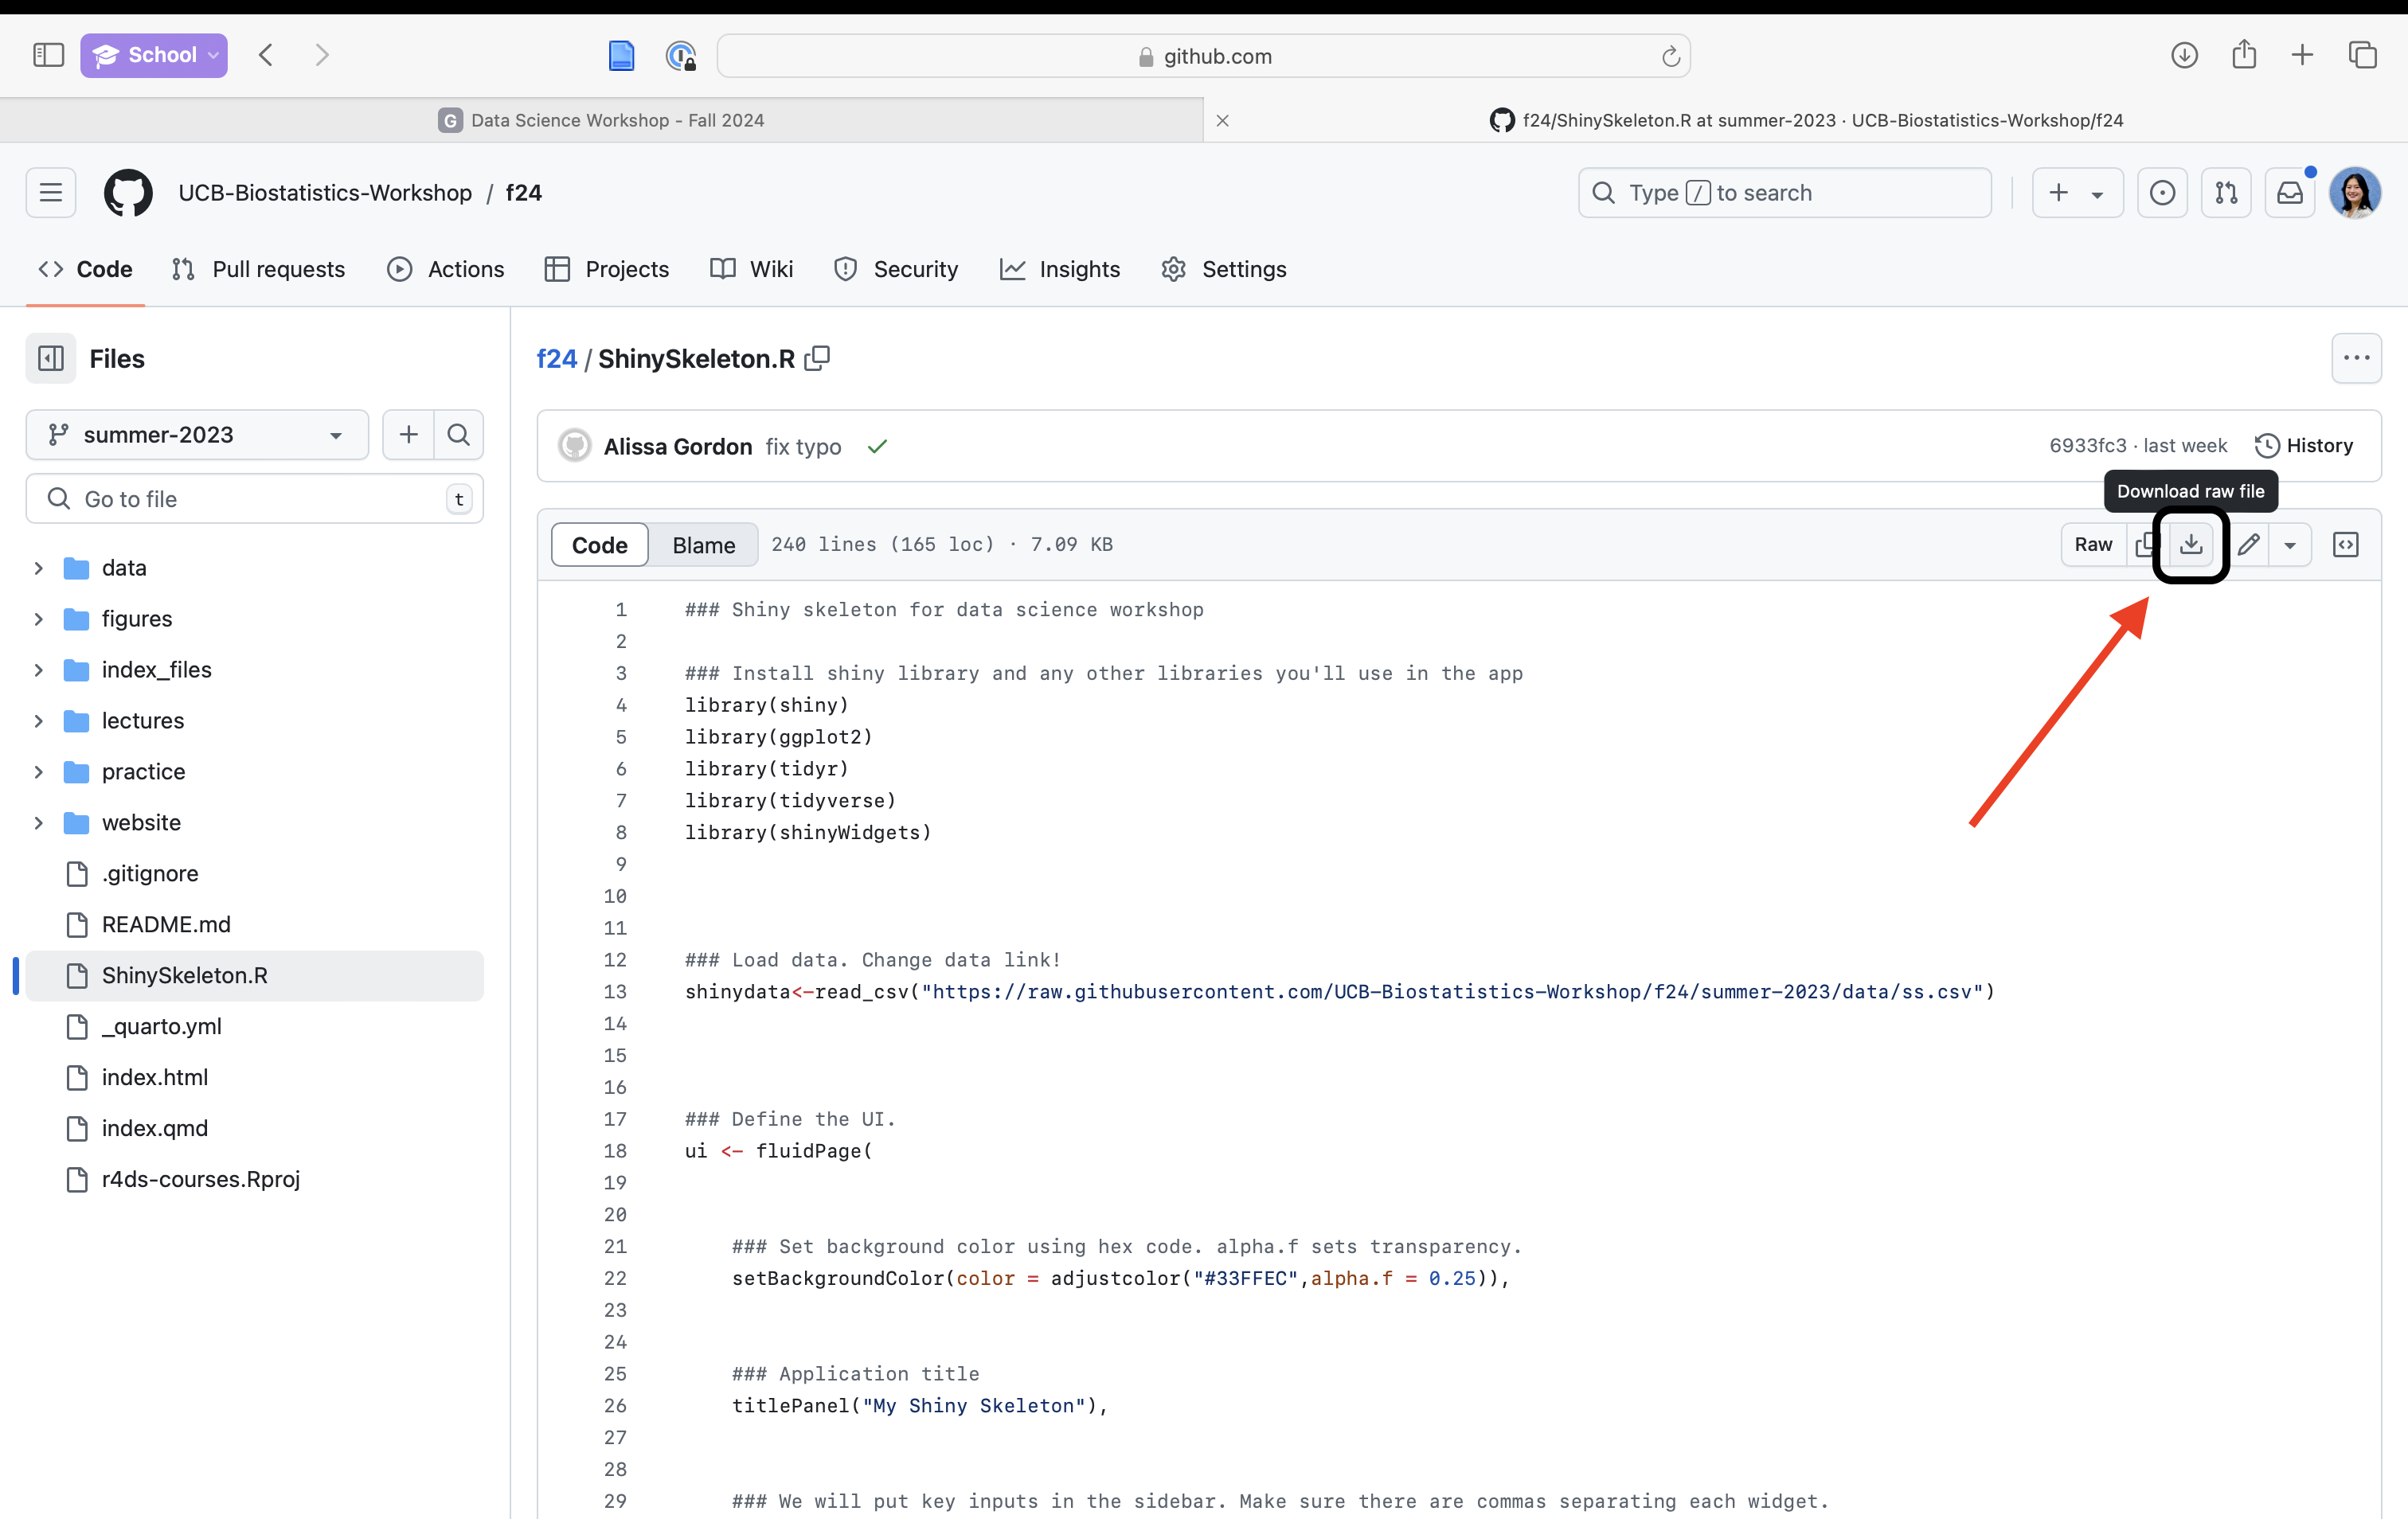 School
github.com
G Data Science Workshop - Fall 2024
f24/ShinySkeleton.R at summer-2023 · UCB-Biostatistics-Workshop/f24
UCB-Biostatistics-Workshop / f24
Type / to search
Code Pull requests Actions Projects Wiki Security Insights Settings
Files
f24 / ShinySkeleton.R
summer-2023
Alissa Gordon fix typo
6933fc3 · last week History
Go to file t
Download raw file
Code Blame 240 lines (165 loc) · 7.09 KB
Raw
data
figures
index_files
lectures
practice
website
.gitignore
README.md
ShinySkeleton.R
_quarto.yml
index.html
index.qmd
r4ds-courses.Rproj
1 ### Shiny skeleton for data science workshop
2
3 ### Install shiny library and any other libraries you'll use in the app
4 library(shiny)
5 library(ggplot2)
6 library(tidyr)
7 library(tidyverse)
8 library(shinyWidgets)
9
10
11
12 ### Load data. Change data link!
13 shinydata<-read_csv("https://raw.githubusercontent.com/UCB-Biostatistics-Workshop/f24/summer-2023/data/ss.csv")
14
15
16
17 ### Define the UI.
18 ui <- fluidPage(
19
20
21 ### Set background color using hex code. alpha.f sets transparency.
22 setBackgroundColor(color = adjustcolor("#33FFEC",alpha.f = 0.25)),
23
24
25 ### Application title
26 titlePanel("My Shiny Skeleton"),
27
28
29 ### We will put key inputs in the sidebar. Make sure there are commas separating each widget.